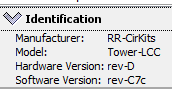 Identification
Manufacturer: RR-CirKits
Model: Tower-LCC
Hardware Version: rev-D
Software Version: rev-C7c